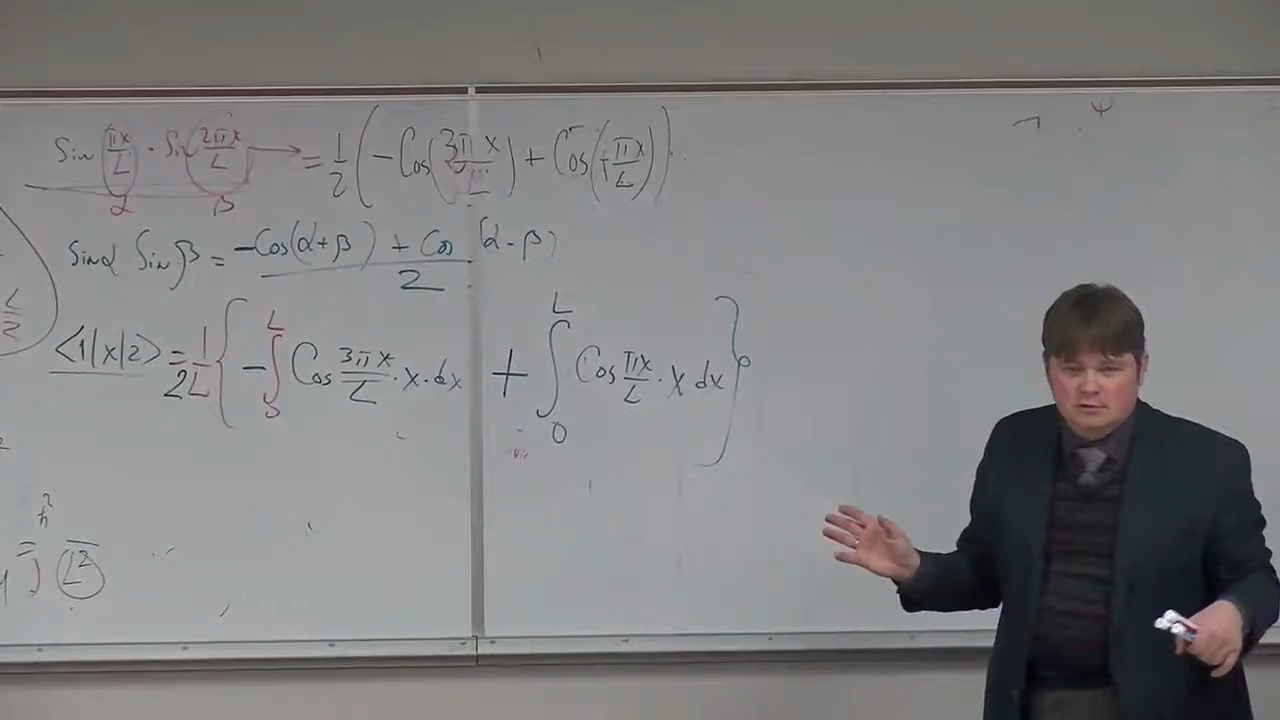 Sin πx/L · Sin 2πx/L → = 1/2 (-Cos(3πx/L) + Cos(+πx/L))
α β
Sinα Sinβ = -Cos(α+β) + Cos(α-β) / 2
L/2
<1|x|2> = 1/2L { -∫₀ᴸ Cos 3πx/L · x · dx + ∫₀ᴸ Cos πx/L · x dx }
ħ²
= L²
ψ